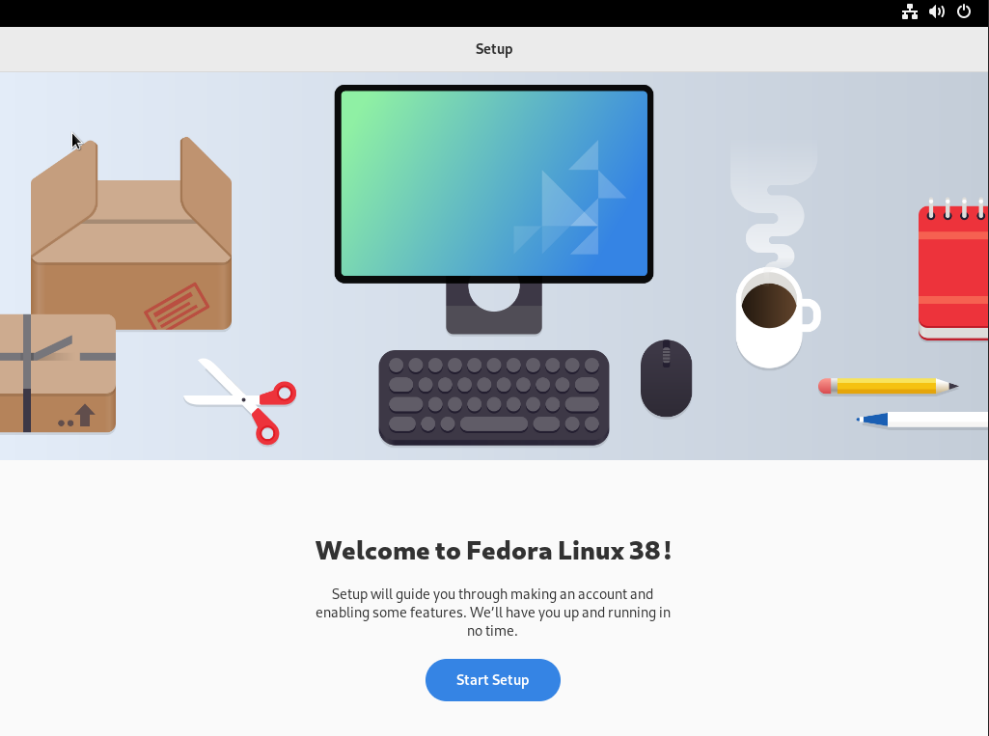 Setup
Welcome to Fedora Linux 38!
Setup will guide you through making an account and
enabling some features. We'll have you up and running in
no time.
Start Setup